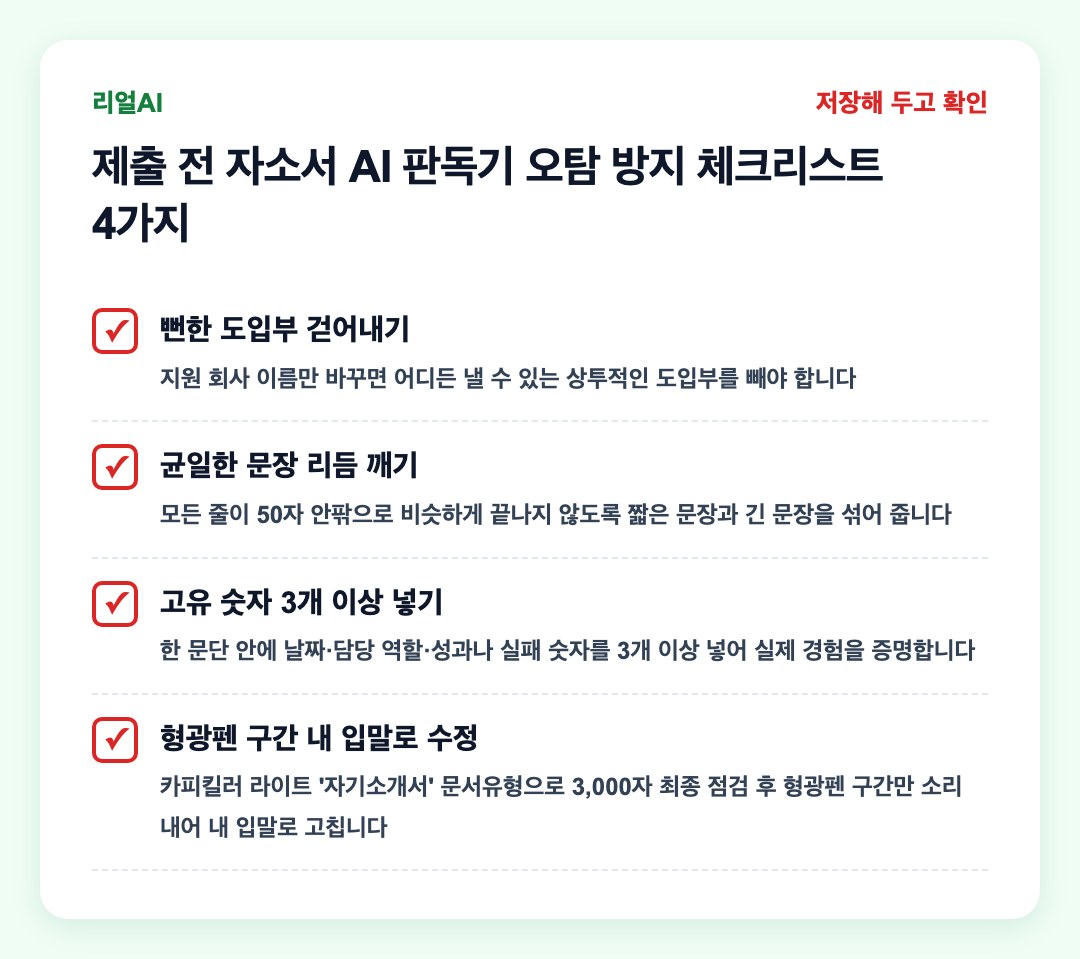 리얼AI
저장해 두고 확인
제출 전 자소서 AI 판독기 오탐 방지 체크리스트
4가지
뻔한 도입부 걷어내기
지원 회사 이름만 바꾸면 어디든 낼 수 있는 상투적인 도입부를 빼야 합니다
균일한 문장 리듬 깨기
모든 줄이 50자 안팎으로 비슷하게 끝나지 않도록 짧은 문장과 긴 문장을 섞어 줍니다
고유 숫자 3개 이상 넣기
한 문단 안에 날짜·담당 역할·성과나 실패 숫자를 3개 이상 넣어 실제 경험을 증명합니다
형광펜 구간 내 입말로 수정
카피킬러 라이트 '자기소개서' 문서유형으로 3,000자 최종 점검 후 형광펜 구간만 소리
내어 내 입말로 고칩니다